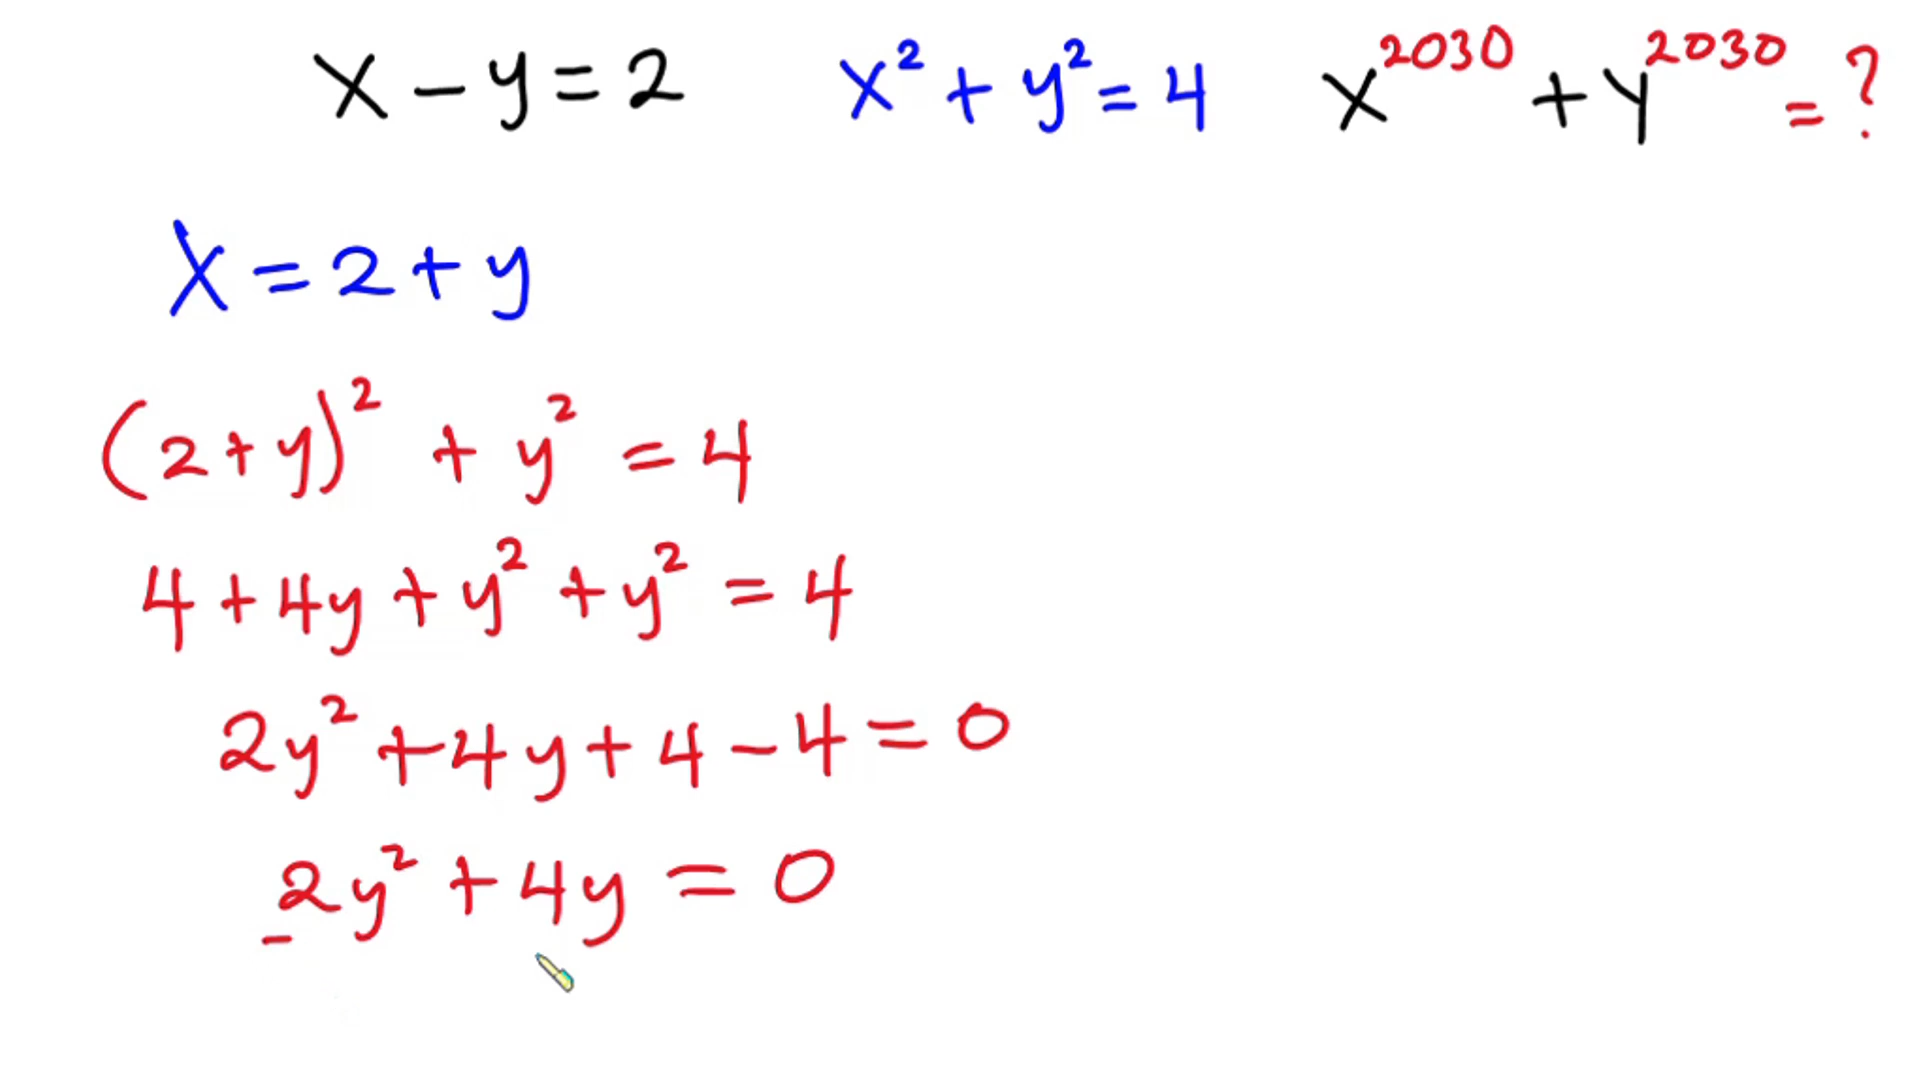 x - y = 2    x² + y² = 4    x²⁰³⁰ + y²⁰³⁰ = ?
x = 2 + y
(2 + y)² + y² = 4
4 + 4y + y² + y² = 4
2y² + 4y + 4 - 4 = 0
2y² + 4y = 0